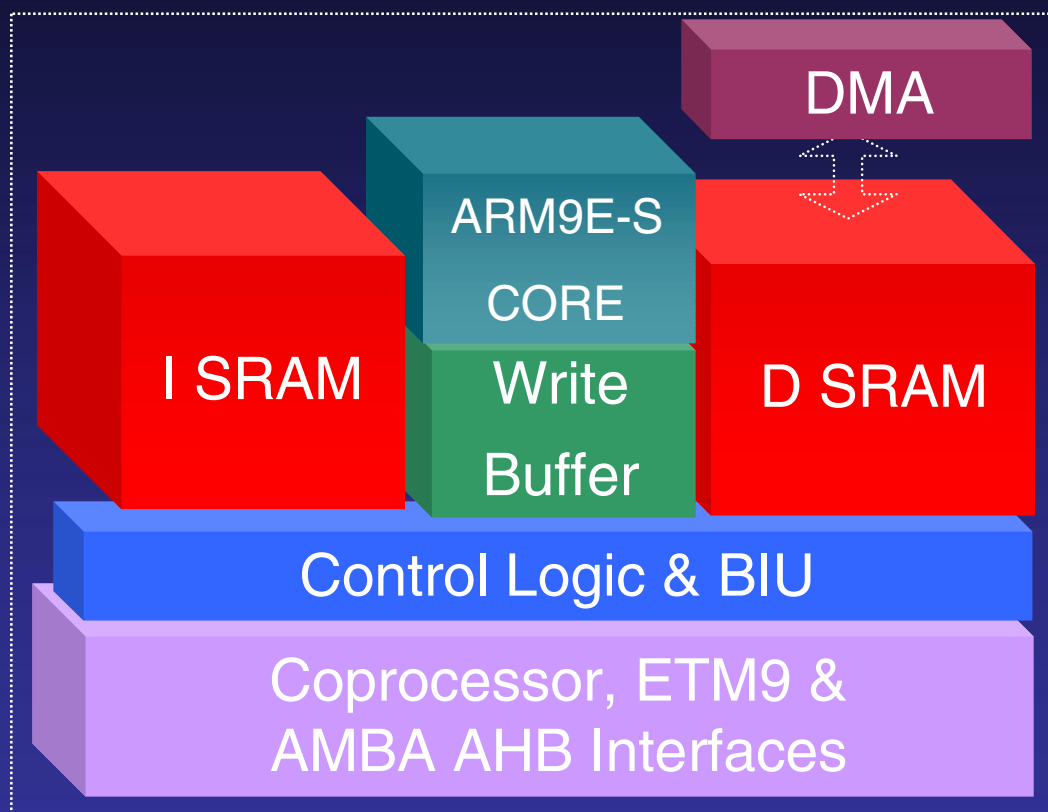 DMA
ARM9E-S
CORE
I SRAM
Write
Buffer
D SRAM
Control Logic & BIU
Coprocessor, ETM9 &
AMBA AHB Interfaces